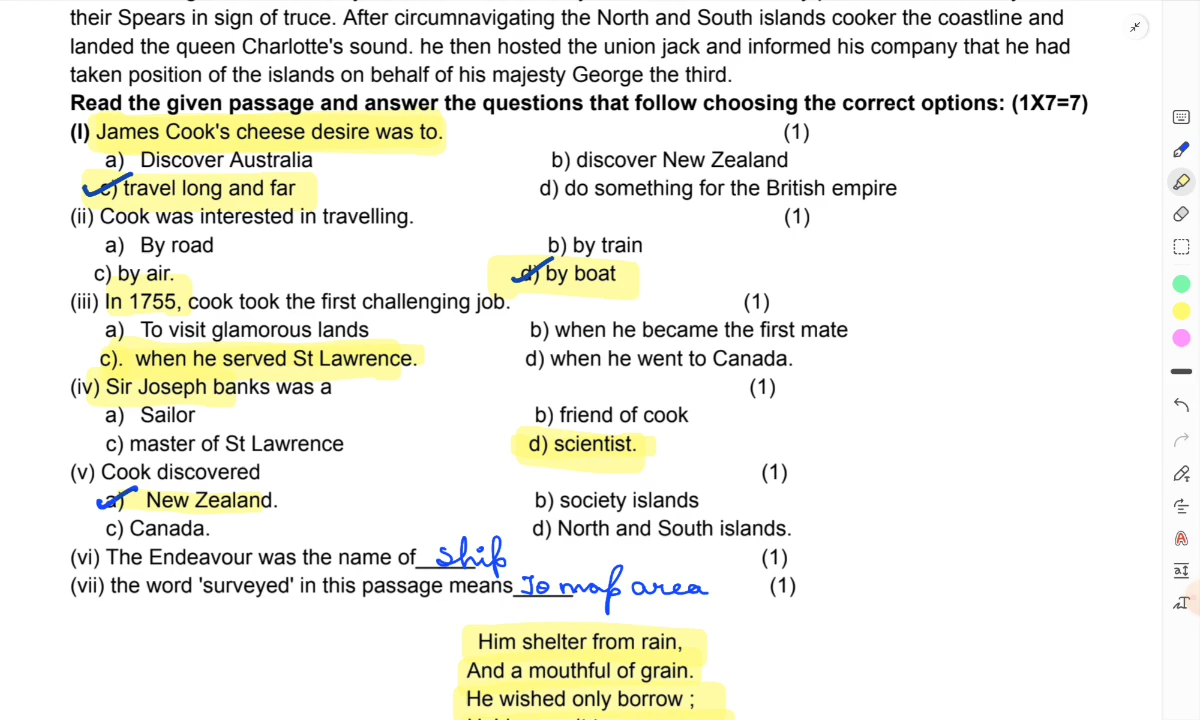 their Spears in sign of truce. After circumnavigating the North and South islands cooker the coastline and
landed the queen Charlotte's sound. he then hosted the union jack and informed his company that he had
taken position of the islands on behalf of his majesty George the third.
Read the given passage and answer the questions that follow choosing the correct options: (1X7=7)
(I) James Cook's cheese desire was to. (1)
a) Discover Australia b) discover New Zealand
c) travel long and far d) do something for the British empire
(ii) Cook was interested in travelling. (1)
a) By road b) by train
c) by air. d) by boat
(iii) In 1755, cook took the first challenging job. (1)
a) To visit glamorous lands b) when he became the first mate
c). when he served St Lawrence. d) when he went to Canada.
(iv) Sir Joseph banks was a (1)
a) Sailor b) friend of cook
c) master of St Lawrence d) scientist.
(v) Cook discovered (1)
a) New Zealand. b) society islands
c) Canada. d) North and South islands.
(vi) The Endeavour was the name of ship (1)
(vii) the word 'surveyed' in this passage means To map area (1)
Him shelter from rain,
And a mouthful of grain.
He wished only borrow ;